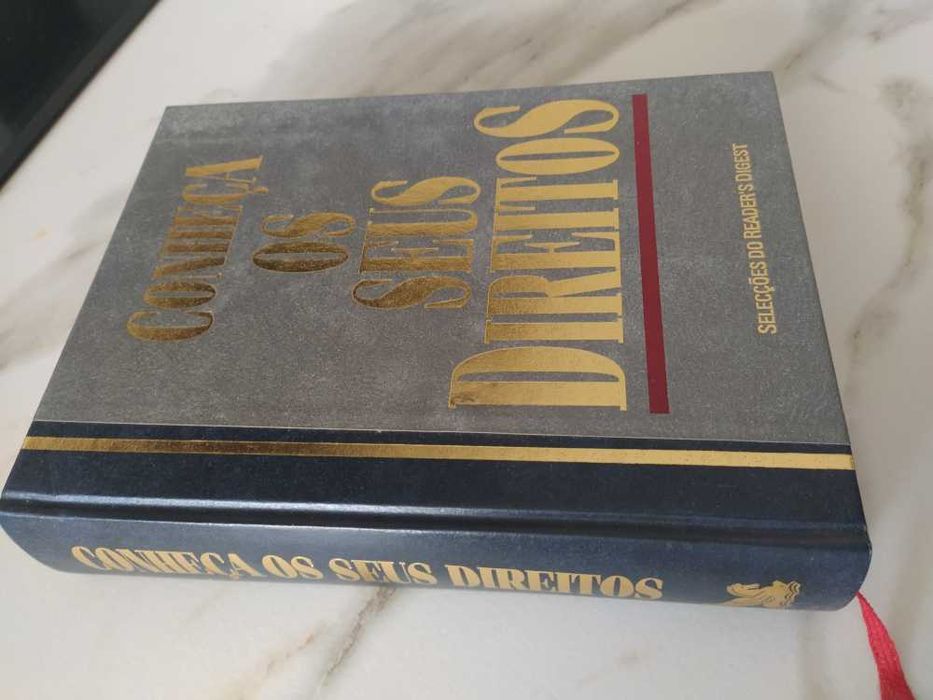 CONHEÇA
OS
SEUS
DIREITOS
SELECÇÕES DO READER'S DIGEST
CONHEÇA OS SEUS DIREITOS